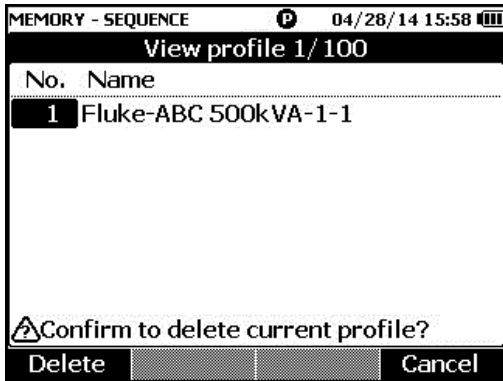 MEMORY - SEQUENCE P 04/28/14 15:58
View profile 1/100
No. Name
1 Fluke-ABC 500kVA-1-1
Confirm to delete current profile?
Delete Cancel